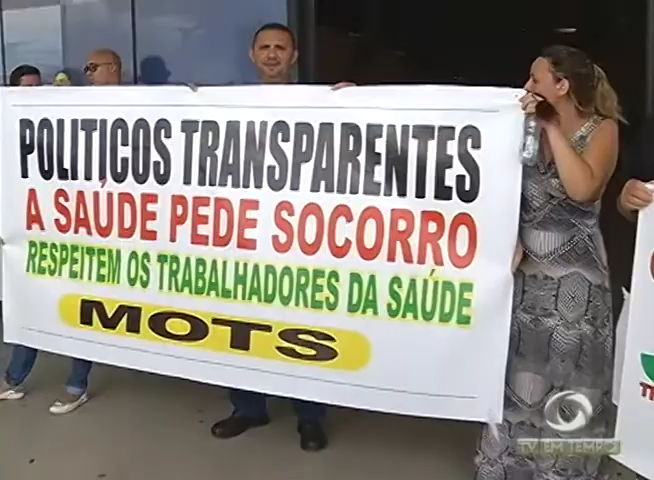 POLITICOS TRANSPARENTES
A SAÚDE PEDE SOCORRO
RESPEITEM OS TRABALHADORES DA SAÚDE
MOTS
TV EM TEMPO